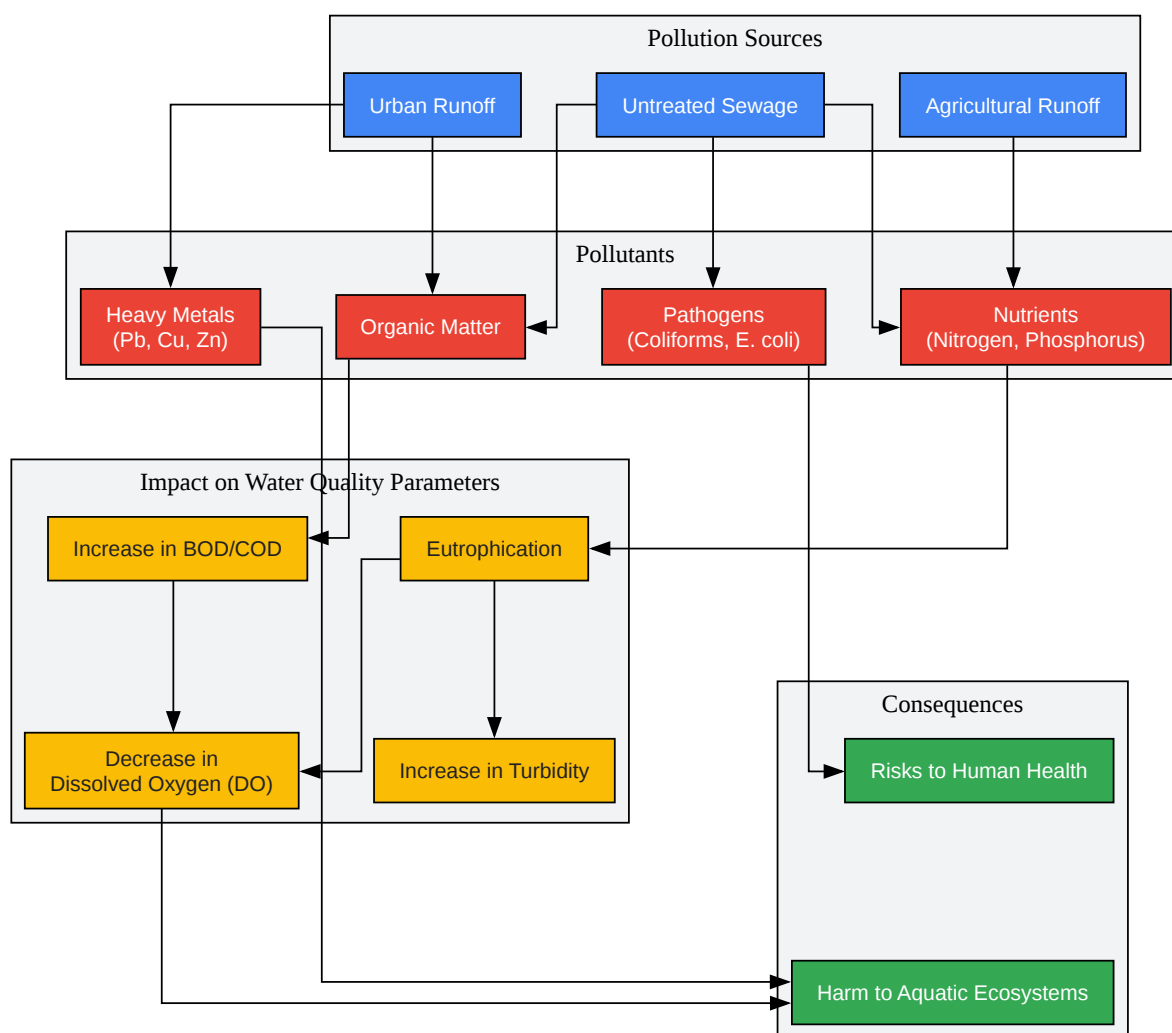 Pollution Sources
Urban Runoff
Untreated Sewage
Agricultural Runoff
Pollutants
Heavy Metals
(Pb, Cu, Zn)
Organic Matter
Pathogens
(Coliforms, E. coli)
Nutrients
(Nitrogen, Phosphorus)
Impact on Water Quality Parameters
Increase in BOD/COD
Eutrophication
Decrease in
Dissolved Oxygen (DO)
Increase in Turbidity
Consequences
Risks to Human Health
Harm to Aquatic Ecosystems